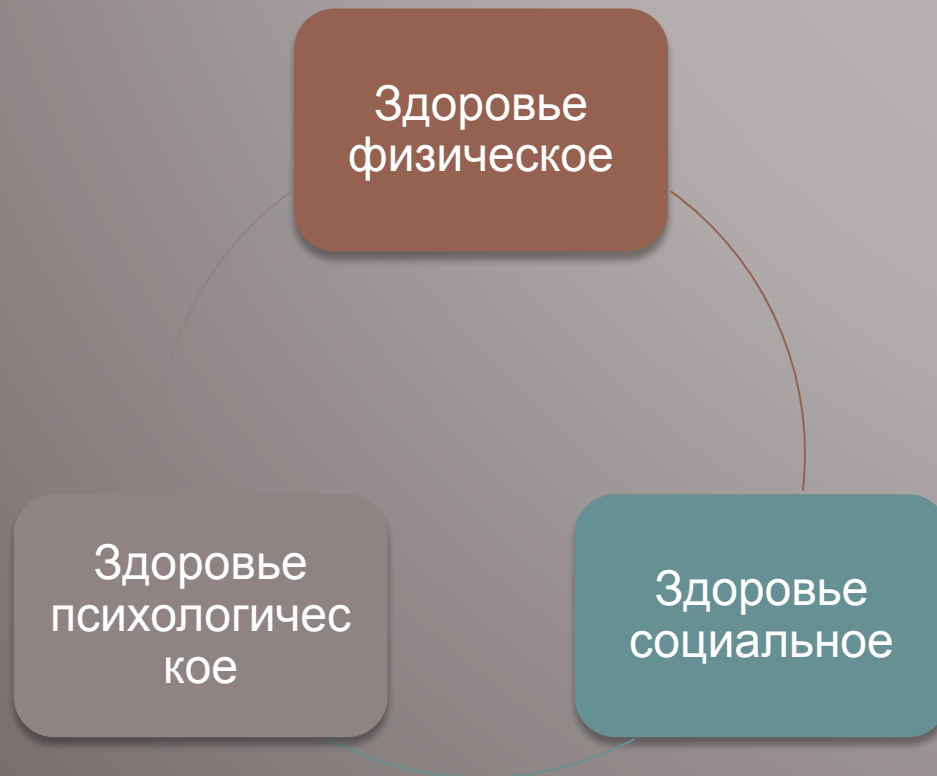 Здоровье
физическое
Здоровье
психологичес
кое
Здоровье
социальное